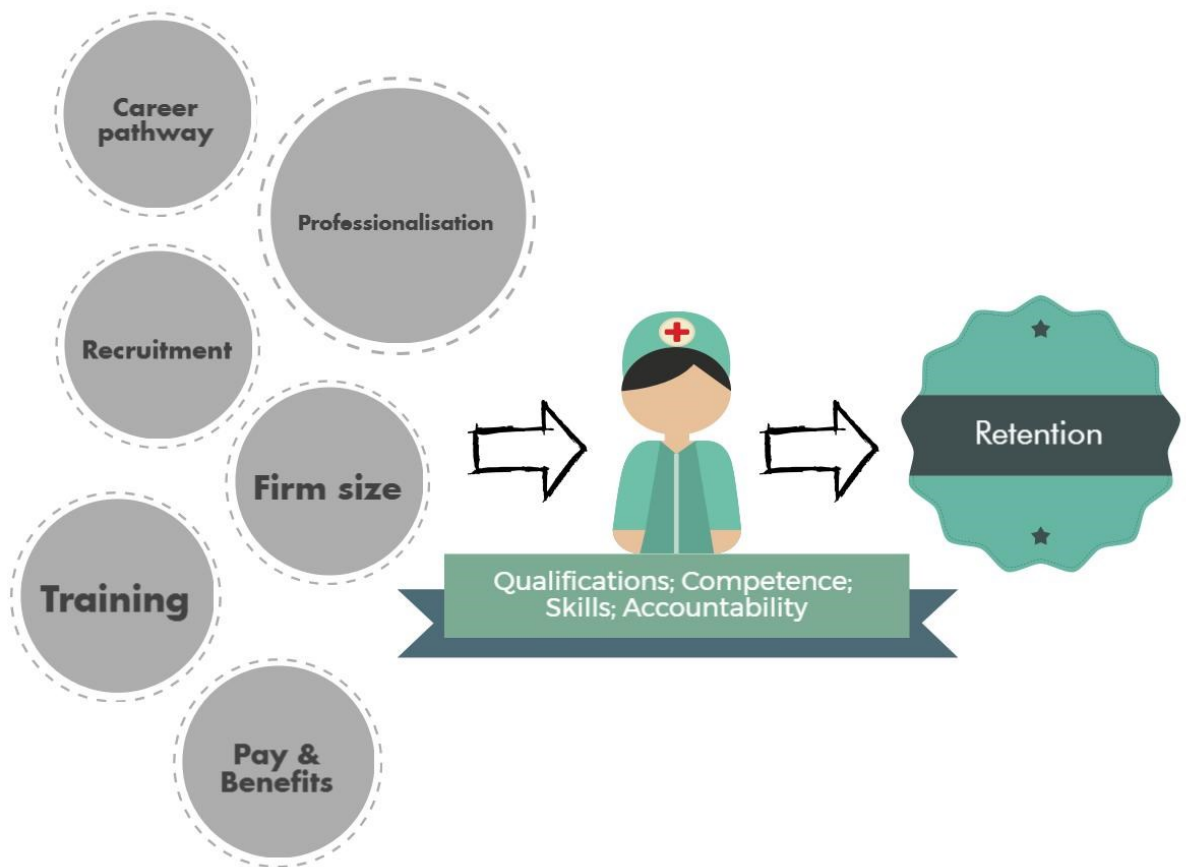 Career
pathway
Professionalisation
Recruitment
Firm size
Training
Pay &
Benefits
Qualifications; Competence;
Skills; Accountability
Retention